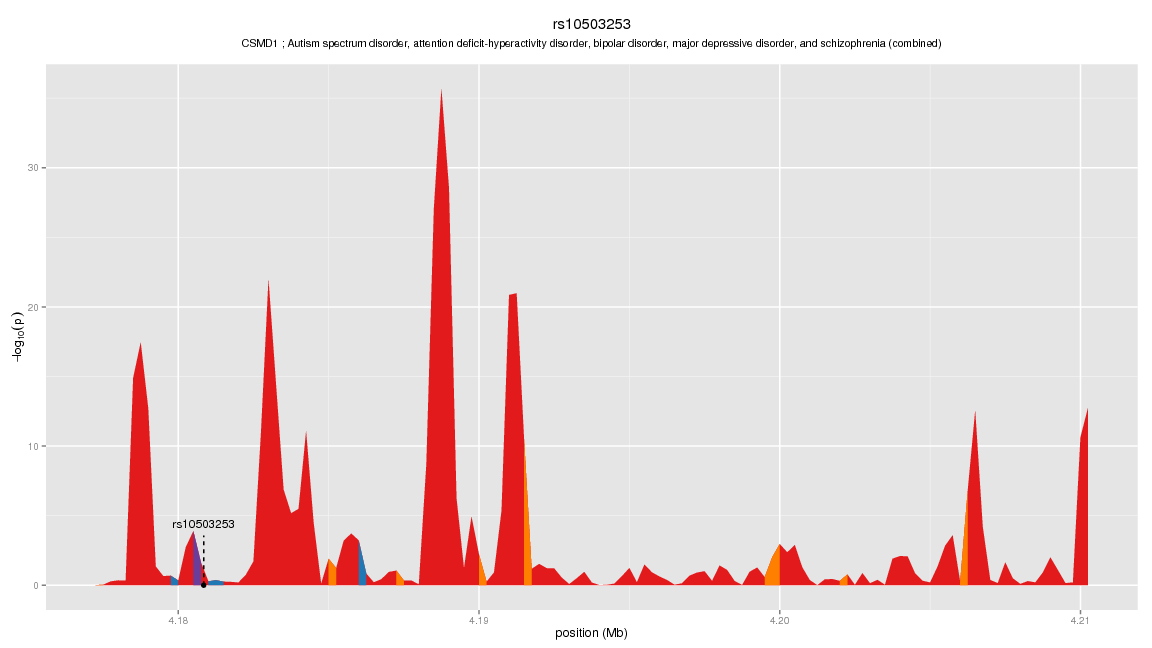 rs10503253
CSMD1 ; Autism spectrum disorder, attention deficit-hyperactivity disorder, bipolar disorder, major depressive disorder, and schizophrenia (combined)
30
20
10
0
−log10(p)
rs10503253
4.18
4.19
4.20
4.21
position (Mb)